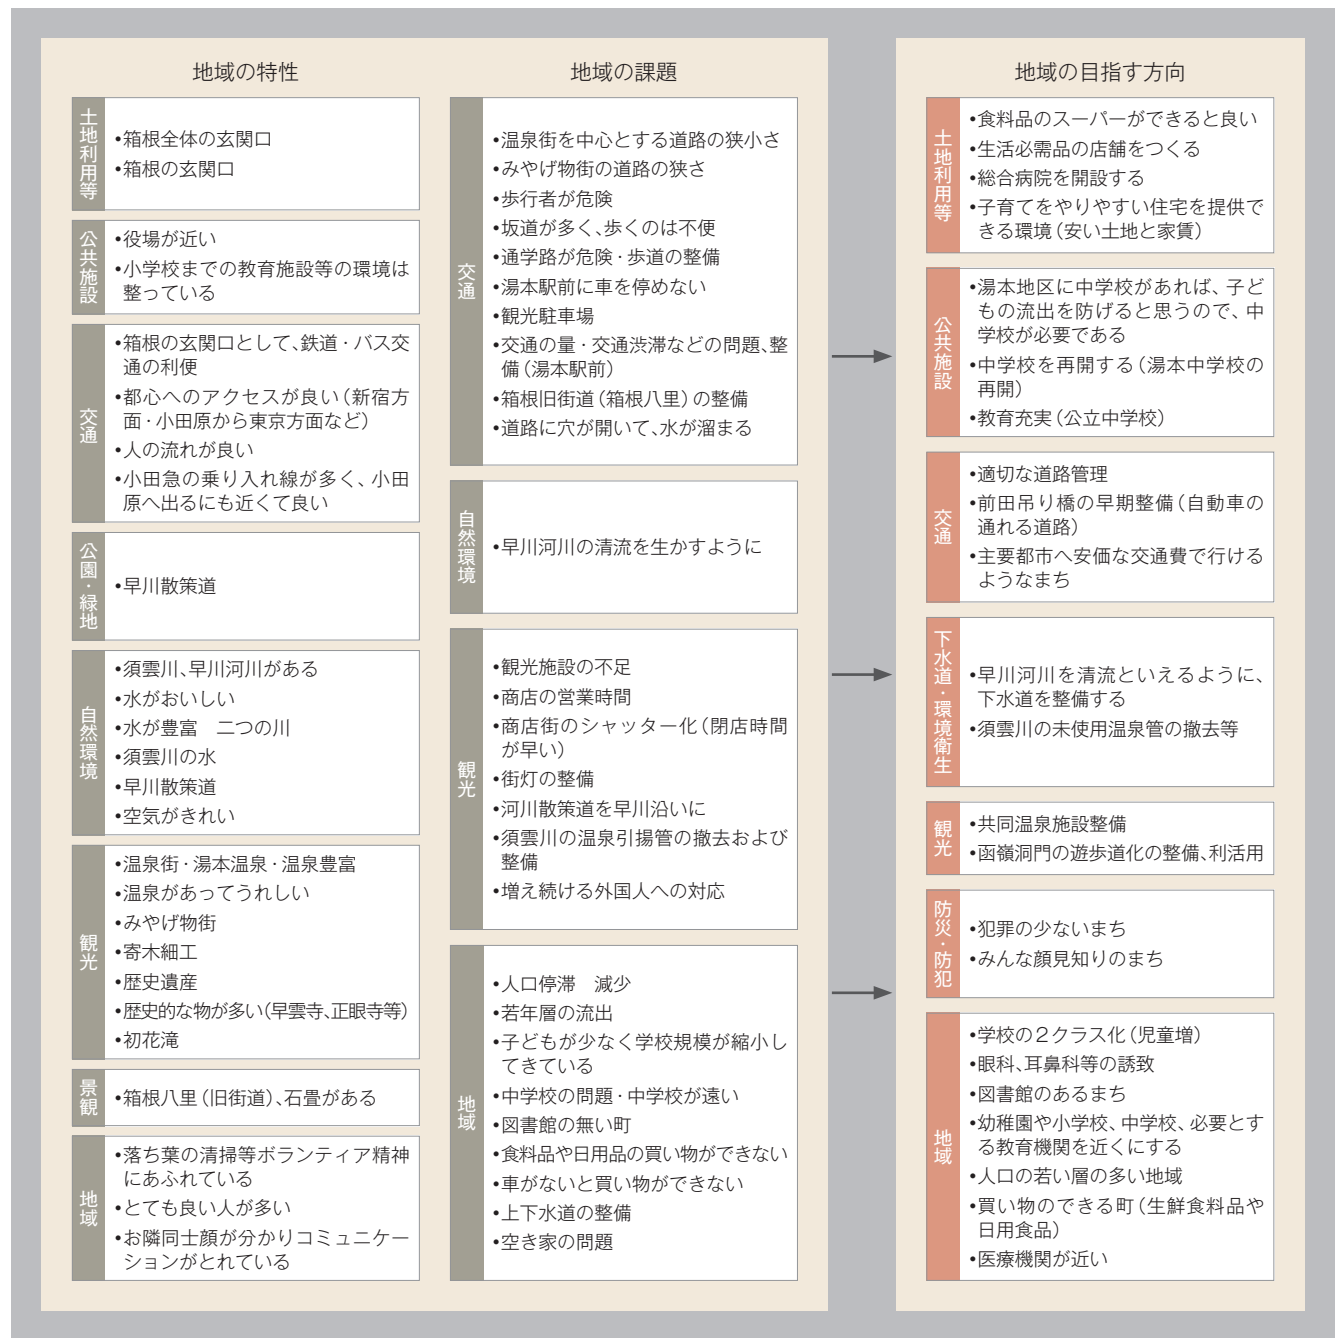 地域の特性
土地利用等
•箱根全体の玄関口
•箱根の玄関口
公共施設
•役場が近い
•小学校までの教育施設等の環境は
整っている
交通
•箱根の玄関口として、鉄道・バス交
通の利便
•都心へのアクセスが良い（新宿方
面・小田原から東京方面など）
•人の流れが良い
•小田急の乗り入れ線が多く、小田
原へ出るにも近くて良い
公園・緑地
•早川散策道
自然環境
•須雲川、早川河川がある
•水がおいしい
•水が豊富　二つの川
•須雲川の水
•早川散策道
•空気がきれい
観光
•温泉街・湯本温泉・温泉豊富
•温泉があってうれしい
•みやげ物街
•寄木細工
•歴史遺産
•歴史的な物が多い（早雲寺、正眼寺等）
•初花滝
景観
•箱根八里（旧街道）、石畳がある
地域
•落ち葉の清掃等ボランティア精神
にあふれている
•とても良い人が多い
•お隣同士顔が分かりコミュニケー
ションがとれている
地域の課題
交通
•温泉街を中心とする道路の狭小さ
•みやげ物街の道路の狭さ
•歩行者が危険
•坂道が多く、歩くのは不便
•通学路が危険・歩道の整備
•湯本駅前に車を停めない
•観光駐車場
•交通の量・交通渋滞などの問題、整
備（湯本駅前）
•箱根旧街道（箱根八里）の整備
•道路に穴が開いて、水が溜まる
自然環境
•早川河川の清流を生かすように
観光
•観光施設の不足
•商店の営業時間
•商店街のシャッター化（閉店時間
が早い）
•街灯の整備
•河川散策道を早川沿いに
•須雲川の温泉引揚管の撤去および
整備
•増え続ける外国人への対応
地域
•人口停滞　減少
•若年層の流出
•子どもが少なく学校規模が縮小し
てきている
•中学校の問題・中学校が遠い
•図書館の無い町
•食料品や日用品の買い物ができない
•車がないと買い物ができない
•上下水道の整備
•空き家の問題
地域の目指す方向
土地利用等
•食料品のスーパーができると良い
•生活必需品の店舗をつくる
•総合病院を開設する
•子育てをやりやすい住宅を提供で
きる環境（安い土地と家賃）
公共施設
•湯本地区に中学校があれば、子ど
もの流出を防げると思うので、中
学校が必要である
•中学校を再開する（湯本中学校の
再開）
•教育充実（公立中学校）
交通
•適切な道路管理
•前田吊り橋の早期整備（自動車の
通れる道路）
•主要都市へ安価な交通費で行ける
ようなまち
下水道・環境衛生
•早川河川を清流といえるように、
下水道を整備する
•須雲川の未使用温泉管の撤去等
観光
•共同温泉施設整備
•函嶺洞門の遊歩道化の整備、利活用
防災・防犯
•犯罪の少ないまち
•みんな顔見知りのまち
地域
•学校の２クラス化（児童増）
•眼科、耳鼻科等の誘致
•図書館のあるまち
•幼稚園や小学校、中学校、必要とす
る教育機関を近くにする
•人口の若い層の多い地域
•買い物のできる町（生鮮食料品や
日用食品）
•医療機関が近い